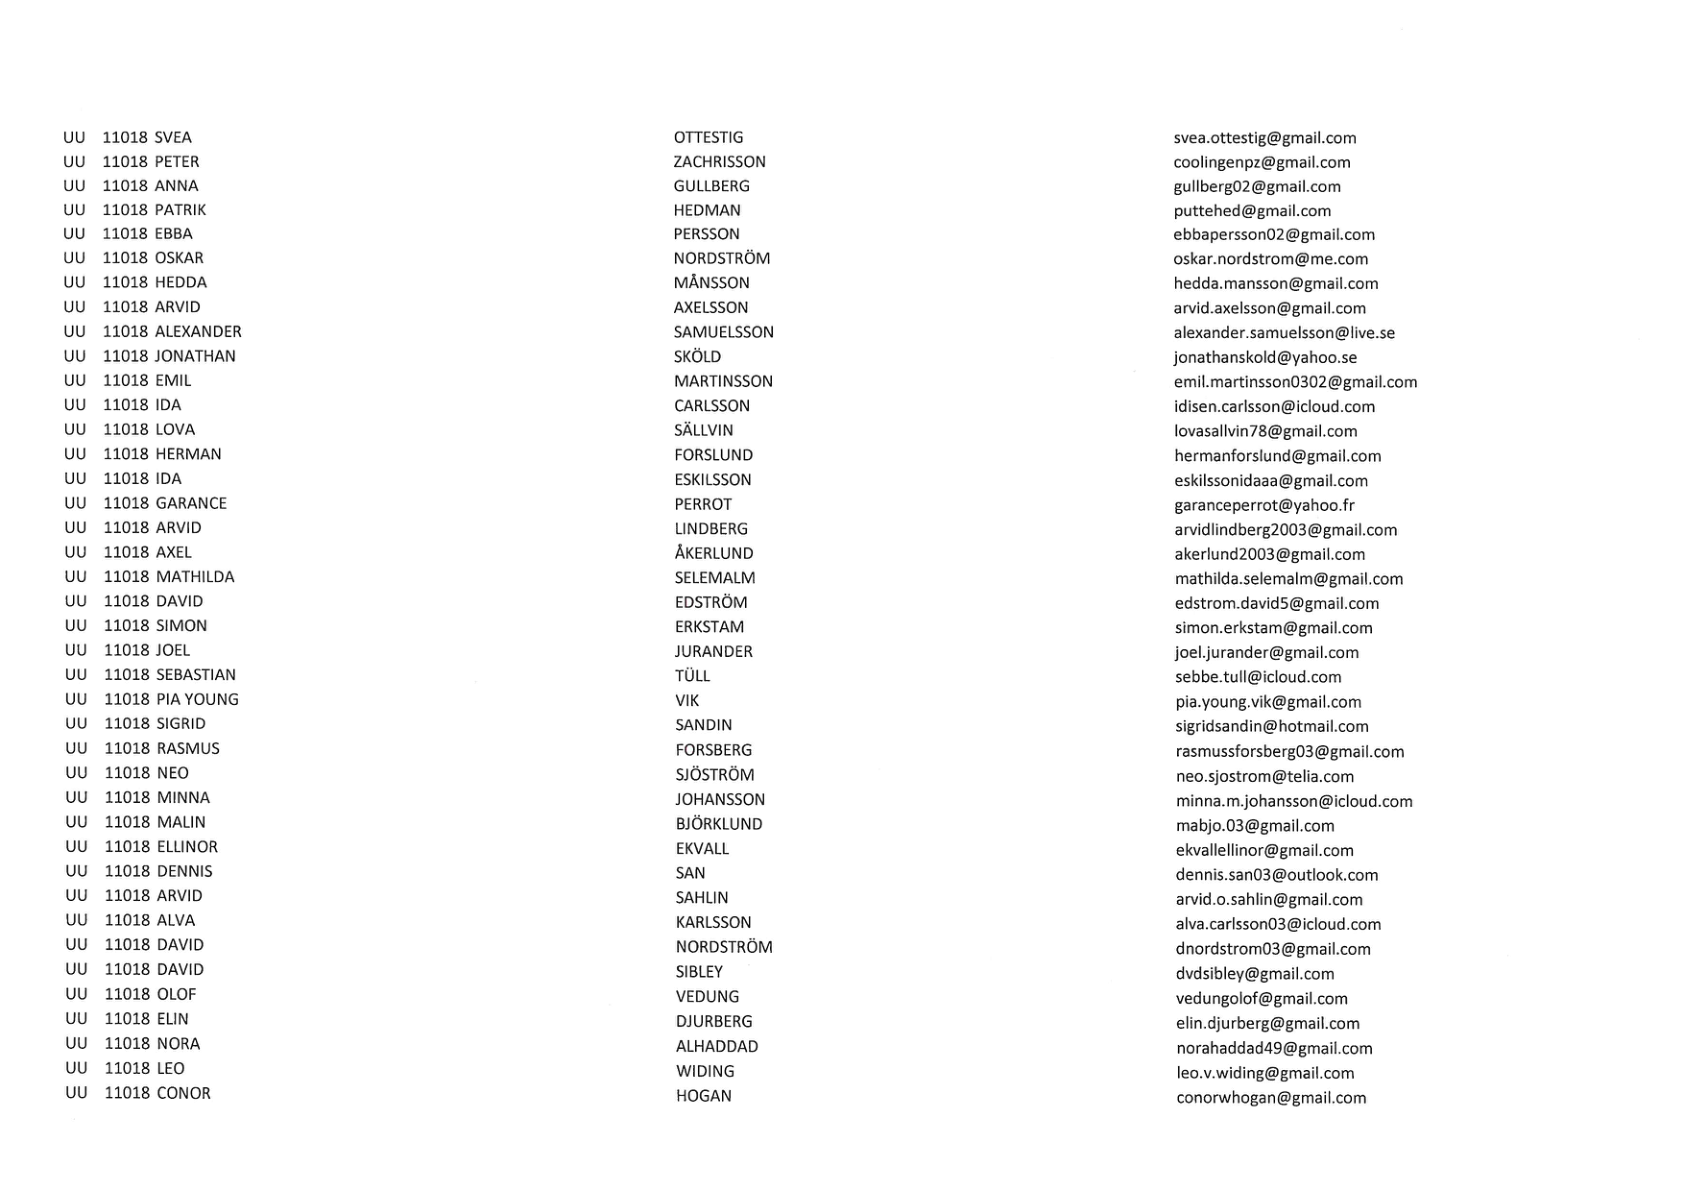 UU 11018 SVEA OTTESTIG svea.ottestig@gmail.com
UU 11018 PETER ZACHRISSON coolingenpz@gmail.com
UU 11018 ANNA GULLBERG gullberg02@gmail.com
UU 11018 PATRIK HEDMAN puttehed@gmail.com
UU 11018 EBBA PERSSON ebbapersson02@gmail.com
UU 11018 OSKAR NORDSTRÖM oskar.nordstrom@me.com
UU 11018 HEDDA MÅNSSON hedda.mansson@gmail.com
UU 11018 ARVID AXELSSON arvid.axelsson@gmail.com
UU 11018 ALEXANDER SAMUELSSON alexander.samuelsson@live.se
UU 11018 JONATHAN SKÖLD jonathanskold@yahoo.se
UU 11018 EMIL MARTINSSON emil.martinsson0302@gmail.com
UU 11018 IDA CARLSSON idisen.carlsson@icloud.com
UU 11018 LOVA SÄLLVIN lovasallvin78@gmail.com
UU 11018 HERMAN FORSLUND hermanforslund@gmail.com
UU 11018 IDA ESKILSSON eskilssonidaaa@gmail.com
UU 11018 GARANCE PERROT garanceperrot@yahoo.fr
UU 11018 ARVID LINDBERG arvidlindberg2003@gmail.com
UU 11018 AXEL ÅKERLUND akerlund2003@gmail.com
UU 11018 MATHILDA SELEMALM mathilda.selemalm@gmail.com
UU 11018 DAVID EDSTRÖM edstrom.david5@gmail.com
UU 11018 SIMON ERKSTAM simon.erkstam@gmail.com
UU 11018 JOEL JURANDER joel.jurander@gmail.com
UU 11018 SEBASTIAN TÜLL sebbe.tull@icloud.com
UU 11018 PIA YOUNG VIK pia.young.vik@gmail.com
UU 11018 SIGRID SANDIN sigridsandin@hotmail.com
UU 11018 RASMUS FORSBERG rasmussforsberg03@gmail.com
UU 11018 NEO SJÖSTRÖM neo.sjostrom@telia.com
UU 11018 MINNA JOHANSSON minna.m.johansson@icloud.com
UU 11018 MALIN BJÖRKLUND mabjo.03@gmail.com
UU 11018 ELLINOR EKVALL ekvallellinor@gmail.com
UU 11018 DENNIS SAN dennis.san03@outlook.com
UU 11018 ARVID SAHLIN arvid.o.sahlin@gmail.com
UU 11018 ALVA KARLSSON alva.carlsson03@icloud.com
UU 11018 DAVID NORDSTRÖM dnordstrom03@gmail.com
UU 11018 DAVID SIBLEY dvdsibley@gmail.com
UU 11018 OLOF VEDUNG vedungolof@gmail.com
UU 11018 ELIN DJURBERG elin.djurberg@gmail.com
UU 11018 NORA ALHADDAD norahaddad49@gmail.com
UU 11018 LEO WIDING leo.v.widing@gmail.com
UU 11018 CONOR HOGAN conorwhogan@gmail.com